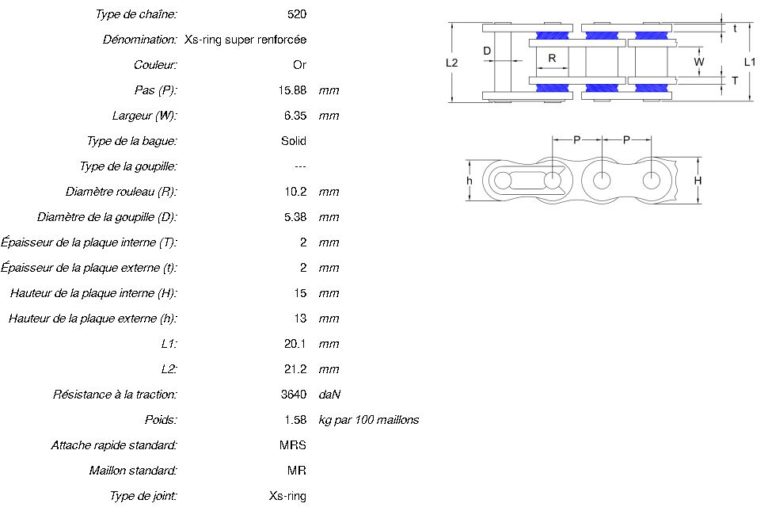 Type de chaîne: 520
Dénomination: Xs-ring super renforcée
Couleur: Or
Pas (P): 15.88 mm
Largeur (W): 6.35 mm
Type de la bague: Solid
Type de la goupille: ---
Diamètre rouleau (R): 10.2 mm
Diamètre de la goupille (D): 5.38 mm
Épaisseur de la plaque interne (T): 2 mm
Épaisseur de la plaque externe (t): 2 mm
Hauteur de la plaque interne (H): 15 mm
Hauteur de la plaque externe (h): 13 mm
L1: 20.1 mm
L2: 21.2 mm
Résistance à la traction: 3640 daN
Poids: 1.58 kg par 100 maillons
Attache rapide standard: MRS
Maillon standard: MR
Type de joint: Xs-ring
t
D
L2 R W L1
T
P P
h H